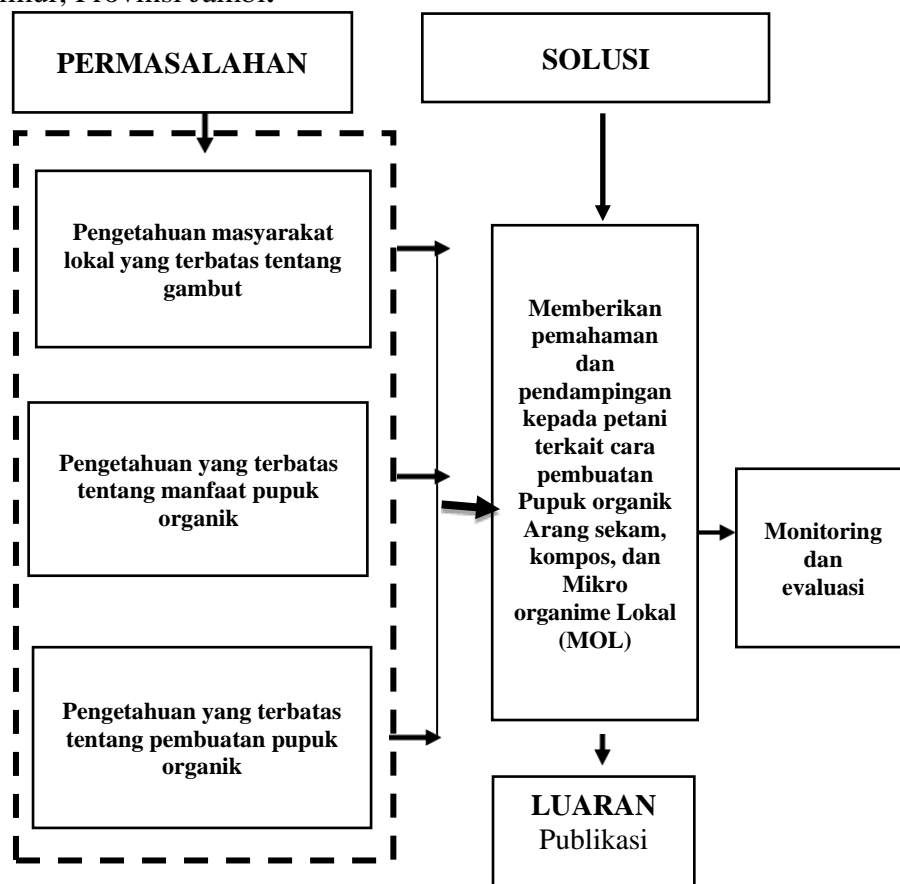 Provinsi Jambi.
PERMASALAHAN
SOLUSI
Pengetahuan masyarakat
lokal yang terbatas tentang
gambut
Pengetahuan yang terbatas
tentang manfaat pupuk
organik
Pengetahuan yang terbatas
tentang pembuatan pupuk
organik
Memberikan
pemahaman
dan
pendampingan
kepada petani
terkait cara
pembuatan
Pupuk organik
Arang sekam,
kompos, dan
Mikro
organime Lokal
(MOL)
Monitoring
dan
evaluasi
LUARAN
Publikasi